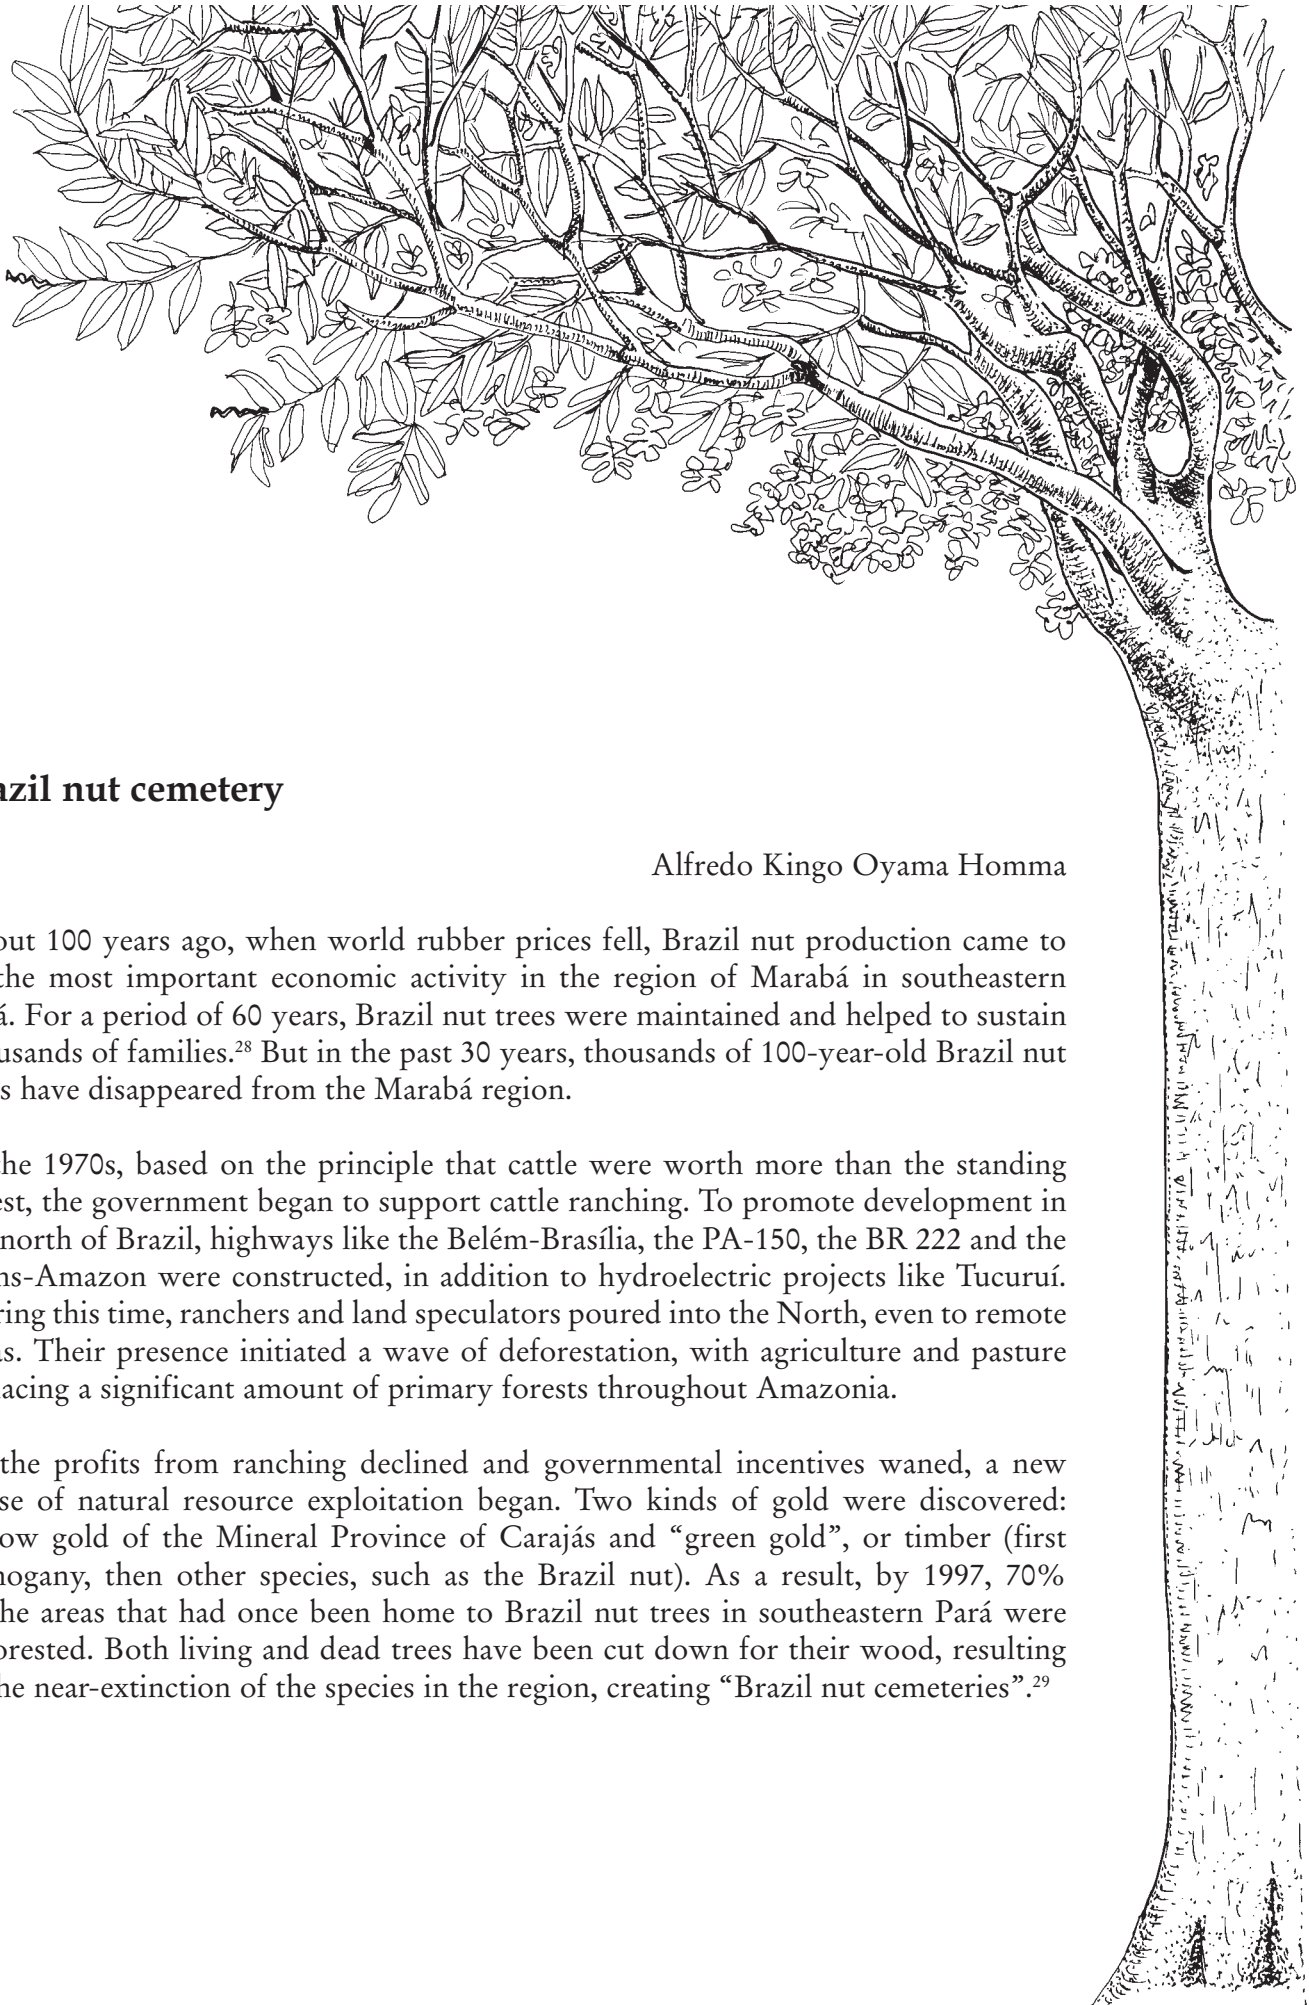 azil nut cemetery
Alfredo Kingo Oyama Homma
out 100 years ago, when world rubber prices fell, Brazil nut production came to
the most important economic activity in the region of Marabá in southeastern
á. For a period of 60 years, Brazil nut trees were maintained and helped to sustain
usands of families.²⁸ But in the past 30 years, thousands of 100-year-old Brazil nut
s have disappeared from the Marabá region.
the 1970s, based on the principle that cattle were worth more than the standing
est, the government began to support cattle ranching. To promote development in
north of Brazil, highways like the Belém-Brasília, the PA-150, the BR 222 and the
ns-Amazon were constructed, in addition to hydroelectric projects like Tucuruí.
ring this time, ranchers and land speculators poured into the North, even to remote
as. Their presence initiated a wave of deforestation, with agriculture and pasture
lacing a significant amount of primary forests throughout Amazonia.
the profits from ranching declined and governmental incentives waned, a new
se of natural resource exploitation began. Two kinds of gold were discovered:
ow gold of the Mineral Province of Carajás and “green gold”, or timber (first
hogany, then other species, such as the Brazil nut). As a result, by 1997, 70%
he areas that had once been home to Brazil nut trees in southeastern Pará were
orested. Both living and dead trees have been cut down for their wood, resulting
he near-extinction of the species in the region, creating “Brazil nut cemeteries”.²⁹